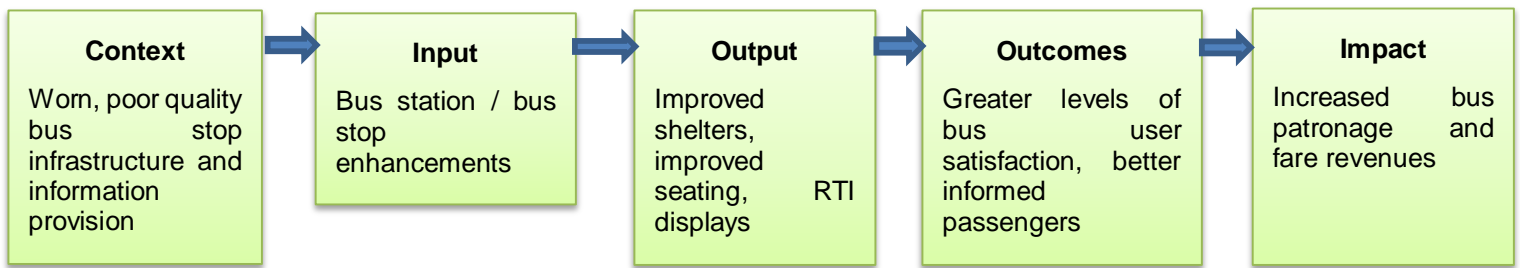 Context
Worn, poor quality
bus stop
infrastructure and
information
provision
Input
Bus station / bus
stop
enhancements
Output
Improved
shelters,
improved
seating, RTI
displays
Outcomes
Greater levels of
bus user
satisfaction, better
informed
passengers
Impact
Increased bus
patronage and
fare revenues